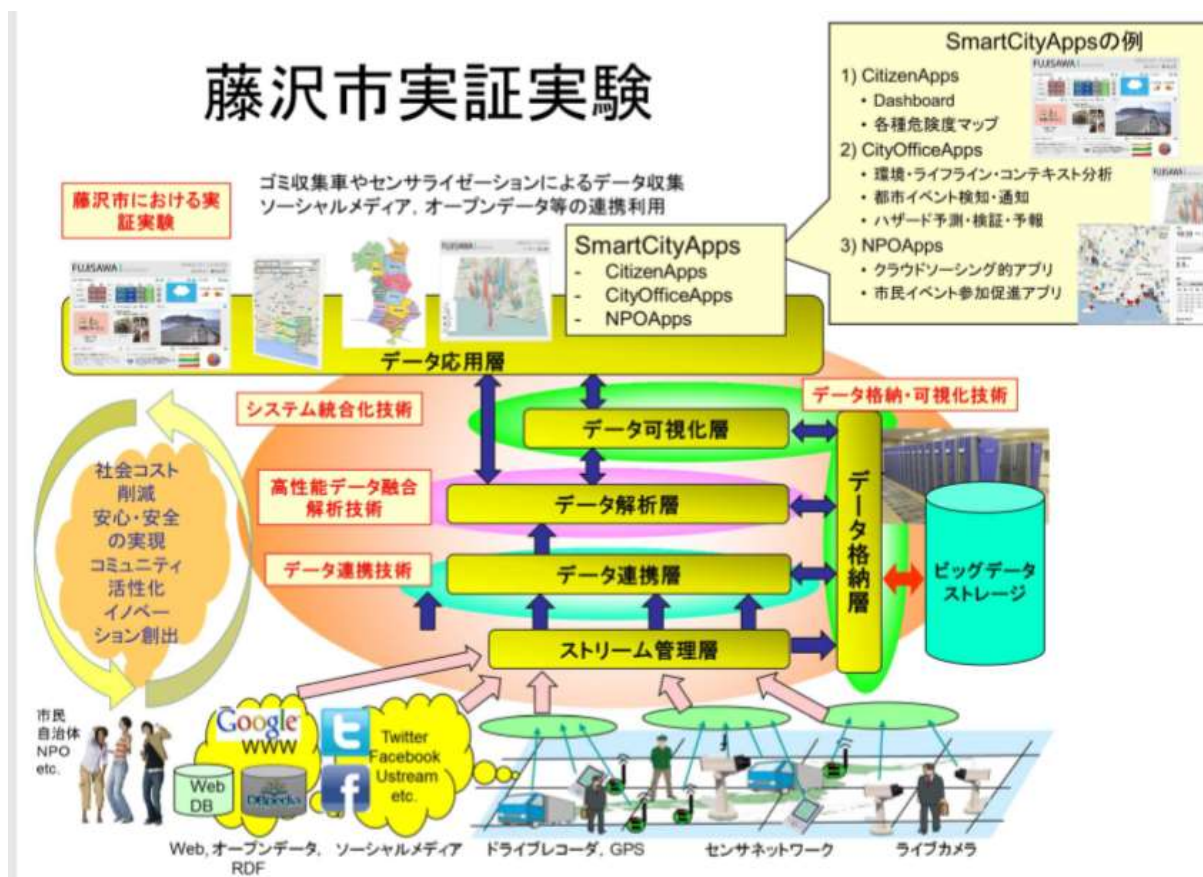 藤沢市実証実験
SmartCityAppsの例
1) CitizenApps
• Dashboard
• 各種危険度マップ
2) CityOfficeApps
• 環境・ライフライン・コンテキスト分析
• 都市イベント検知・通知
• ハザード予測・検証・予報
3) NPOApps
• クラウドソーシング的アプリ
• 市民イベント参加促進アプリ
FUJISAWA
藤沢市における実
証実験
ゴミ収集車やセンサライゼーションによるデータ収集
ソーシャルメディア，オープンデータ等の連携利用
FUJISAWA
SmartCityApps
- CitizenApps
- CityOfficeApps
- NPOApps
データ応用層
システム統合化技術
データ格納・可視化技術
データ可視化層
高性能データ融合
解析技術
データ解析層
データ連携技術
データ連携層
データ格納層
ストリーム管理層
ビッグデータ
ストレージ
社会コスト
削減
安心・安全
の実現
コミュニティ
活性化
イノベー
ション創出
市民
自治体
NPO
etc.
Google
WWW
Web
DB
DBpedia
Twitter
Facebook
Ustream
etc.
Web, オープンデータ,
RDF
ソーシャルメディア
ドライブレコーダ, GPS
センサネットワーク
ライブカメラ